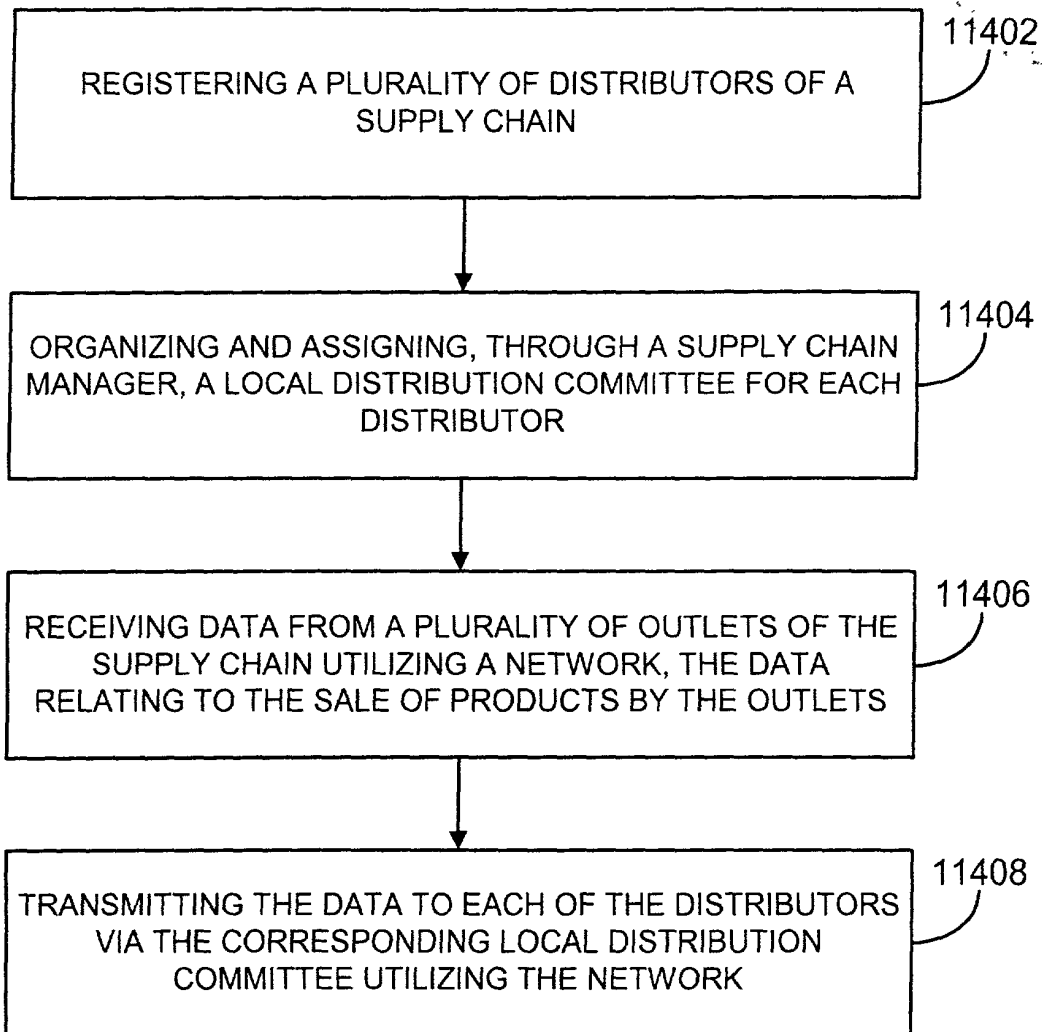 11402
REGISTERING A PLURALITY OF DISTRIBUTORS OF A
SUPPLY CHAIN
11404
ORGANIZING AND ASSIGNING, THROUGH A SUPPLY CHAIN
MANAGER, A LOCAL DISTRIBUTION COMMITTEE FOR EACH
DISTRIBUTOR
11406
RECEIVING DATA FROM A PLURALITY OF OUTLETS OF THE
SUPPLY CHAIN UTILIZING A NETWORK, THE DATA
RELATING TO THE SALE OF PRODUCTS BY THE OUTLETS
11408
TRANSMITTING THE DATA TO EACH OF THE DISTRIBUTORS
VIA THE CORRESPONDING LOCAL DISTRIBUTION
COMMITTEE UTILIZING THE NETWORK